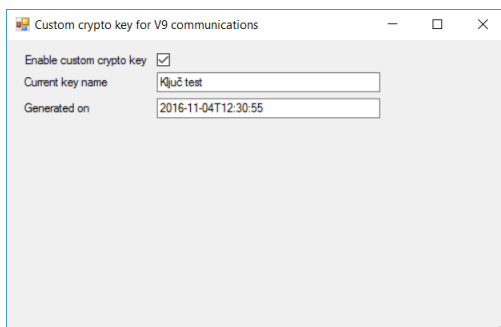 Custom crypto key for V9 communications
Enable custom crypto key
Current key name Ključ test
Generated on 2016-11-04T12:30:55